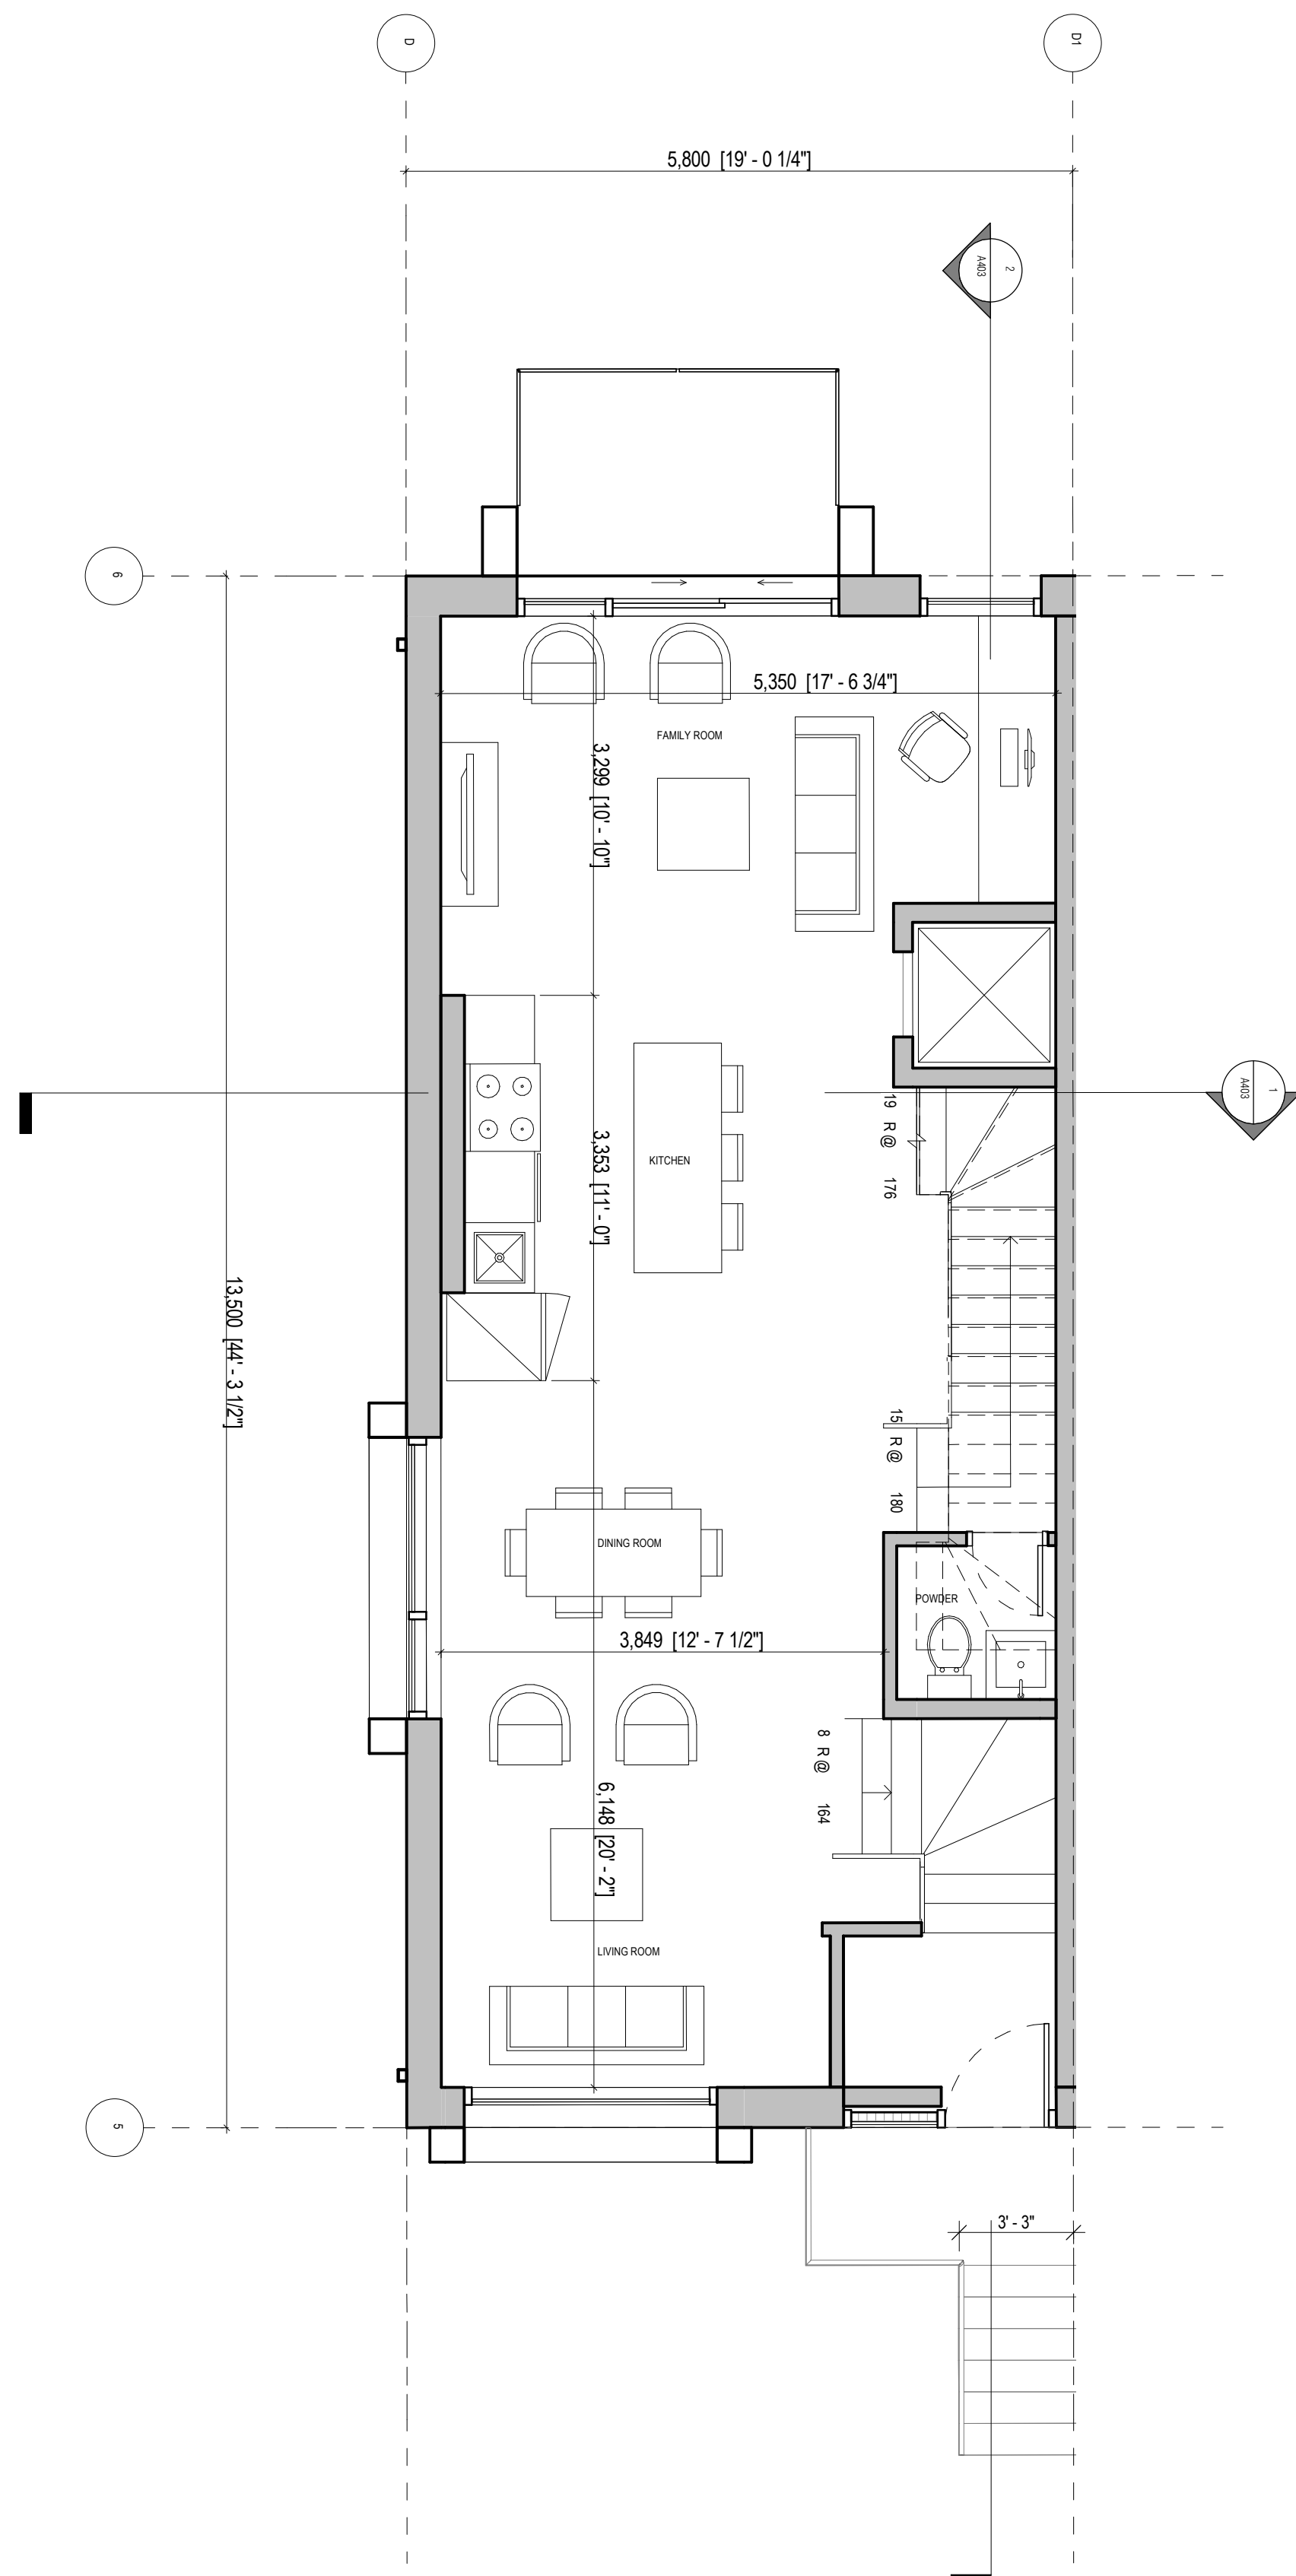 D
D1
5,800 [19' - 0 1/4"]
2
A403
6
5,350 [17' - 6 3/4"]
FAMILY ROOM
3,299 [10' - 10"]
1
A403
19 R@ 176
3,353 [11' - 0"]
KITCHEN
13,500 [44' - 3 1/2"]
15 R@ 180
DINING ROOM
POWDER
3,849 [12' - 7 1/2"]
8 R@ 164
6,148 [20' - 2"]
LIVING ROOM
5
3' - 3"